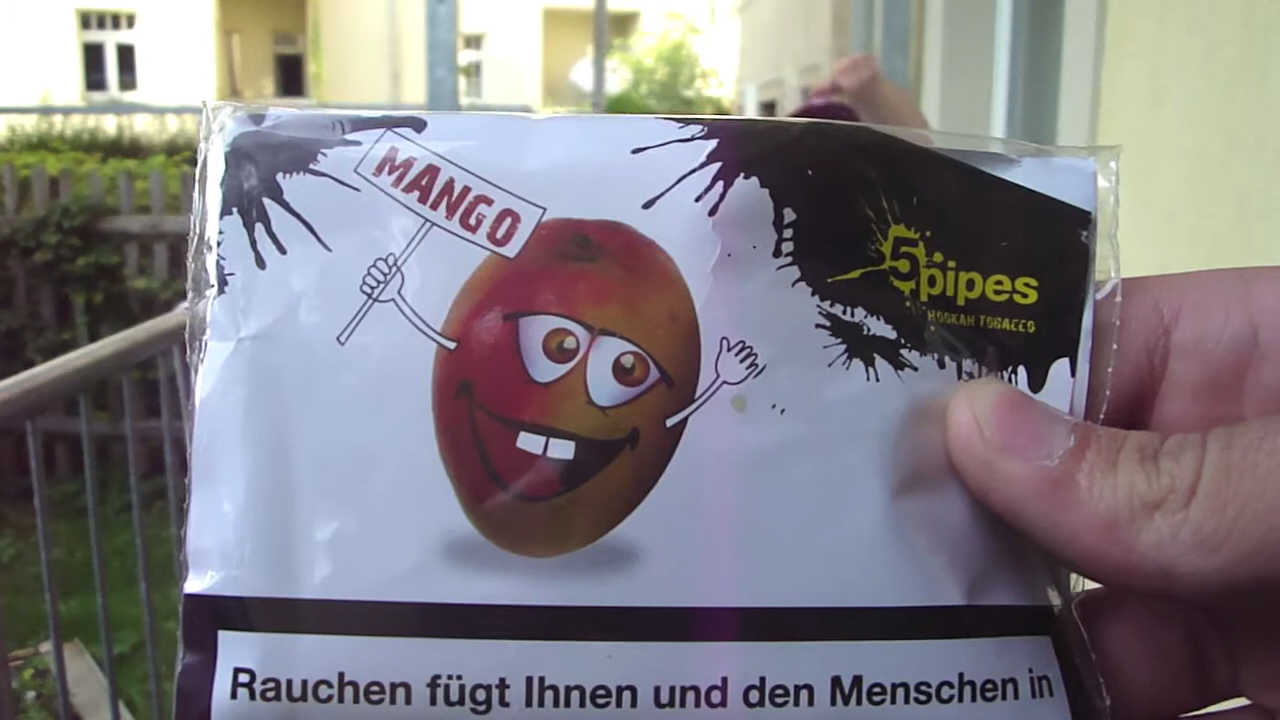 MANGO
5pipes
HOOKAH TOBACCO
Rauchen fügt Ihnen und den Menschen in